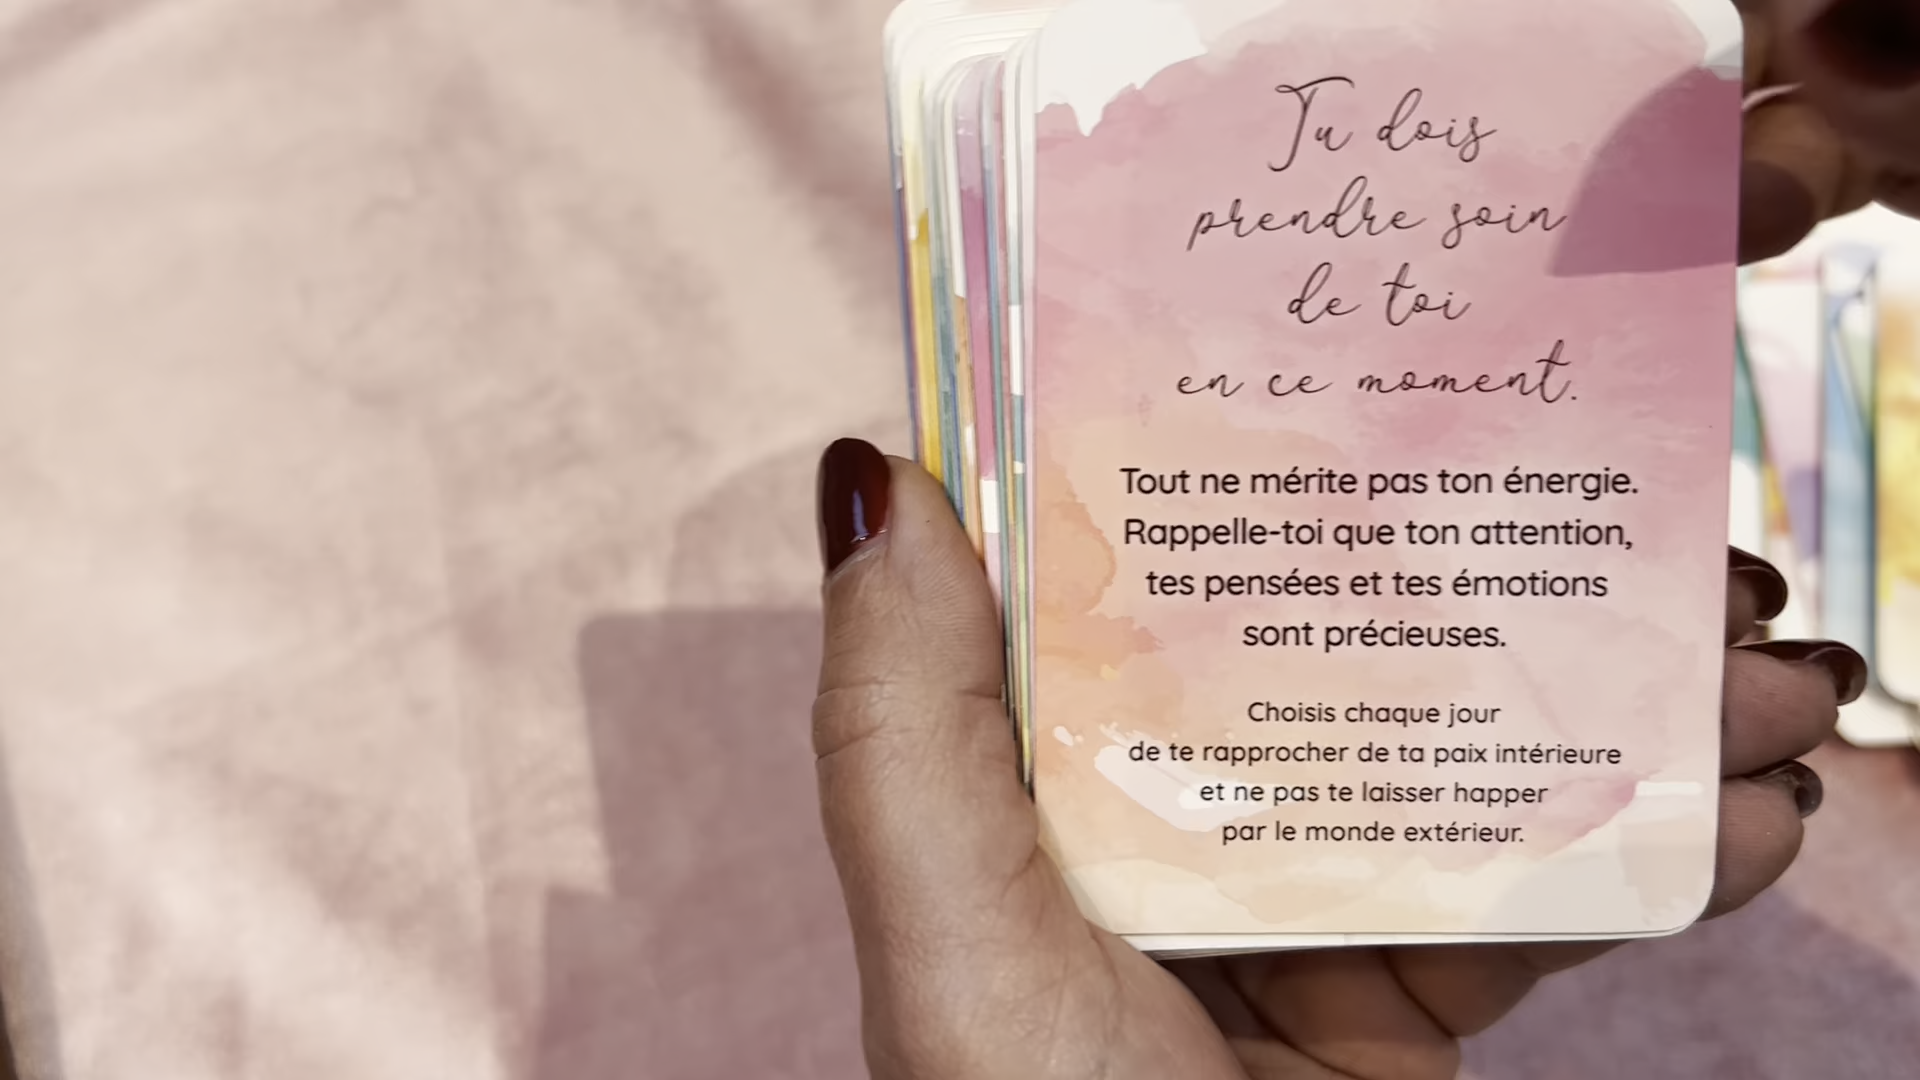 Tu dois
prendre soin
de toi
en ce moment.
Tout ne mérite pas ton énergie.
Rappelle-toi que ton attention,
tes pensées et tes émotions
sont précieuses.
Choisis chaque jour
de te rapprocher de ta paix intérieure
et ne pas te laisser happer
par le monde extérieur.